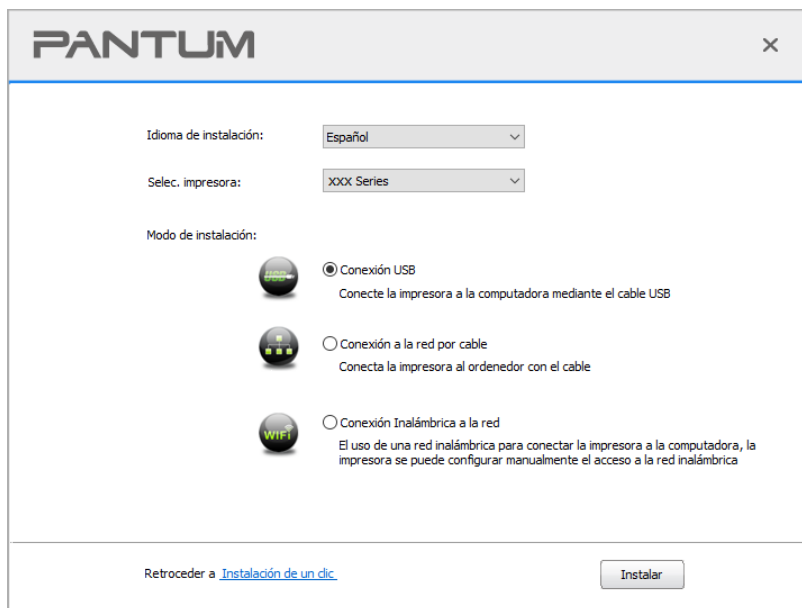 PANTUM
Idioma de instalación:
Español
Selec. impresora:
XXX Series
Modo de instalación:
USB
Conexión USB
Conecte la impresora a la computadora mediante el cable USB
Conexión a la red por cable
Conecta la impresora al ordenedor con el cable
WIFI
Conexión Inalámbrica a la red
El uso de una red inalámbrica para conectar la impresora a la computadora, la
impresora se puede configurar manualmente el acceso a la red inalámbrica
Retroceder a Instalación de un clic
Instalar